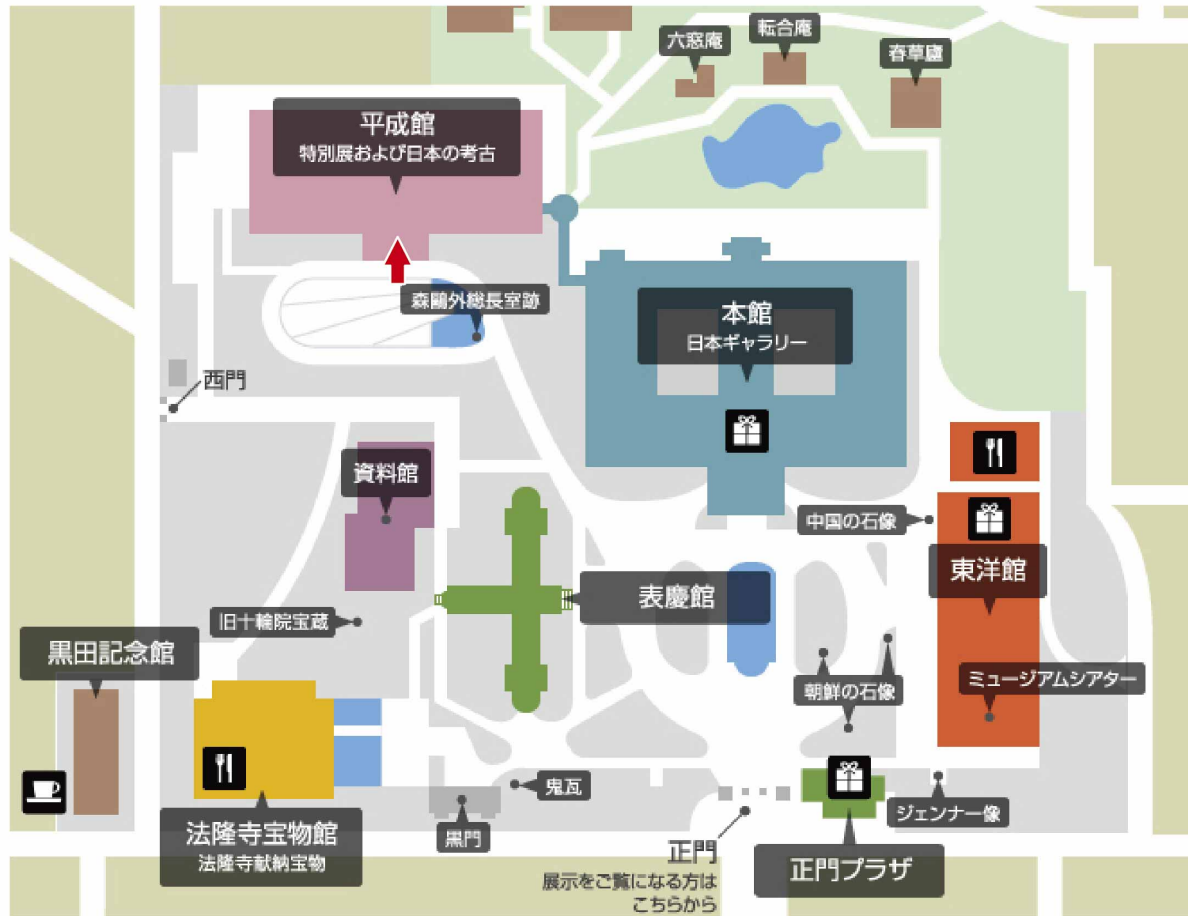 六窓庵
転合庵
春草廬
平成館
特別展および日本の考古
森鷗外総長室跡
本館
日本ギャラリー
西門
資料館
中国の石像
東洋館
表慶館
旧十輪院宝蔵
黒田記念館
朝鮮の石像
ミュージアムシアター
鬼瓦
ジェンナー像
黒門
法隆寺宝物館
法隆寺献納宝物
正門
展示をご覧になる方は
こちらから
正門プラザ